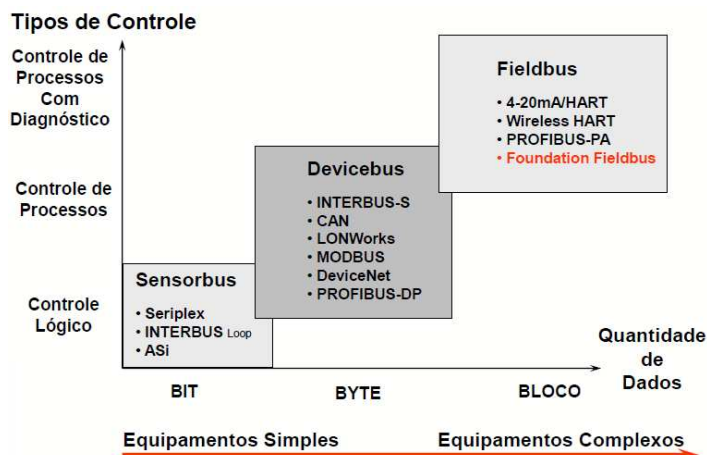 Tipos de Controle
Controle de
Processos
Com
Diagnóstico
Controle de
Processos
Controle
Lógico
Fieldbus
• 4-20mA/HART
• Wireless HART
• PROFIBUS-PA
• Foundation Fieldbus
Devicebus
• INTERBUS-S
• CAN
• LONWorks
• MODBUS
• DeviceNet
• PROFIBUS-DP
Sensorbus
• Seriplex
• INTERBUS Loop
• ASi
Quantidade
de
Dados
BIT
BYTE
BLOCO
Equipamentos Simples
Equipamentos Complexos